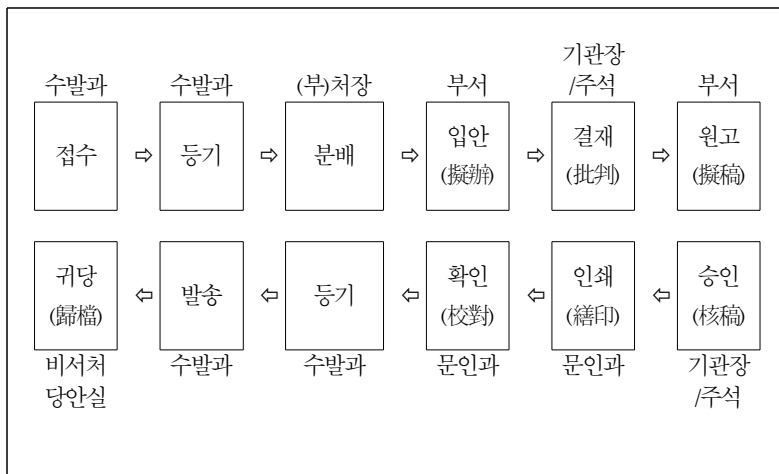 기관장
수발과 수발과 (부)처장 부서 /주석 부서
접수 ⇨ 등기 ⇨ 분배 ⇨ 입안 ⇨ 결재 ⇨ 원고
(擬辦) (批判) (擬稿)
귀당 ⇦ 발송 ⇦ 등기 ⇦ 확인 ⇦ 인쇄 ⇦ 승인
(歸檔) (校對) (繕印) (核稿)
비서처 수발과 수발과 문인과 문인과 기관장
당안실 /주석